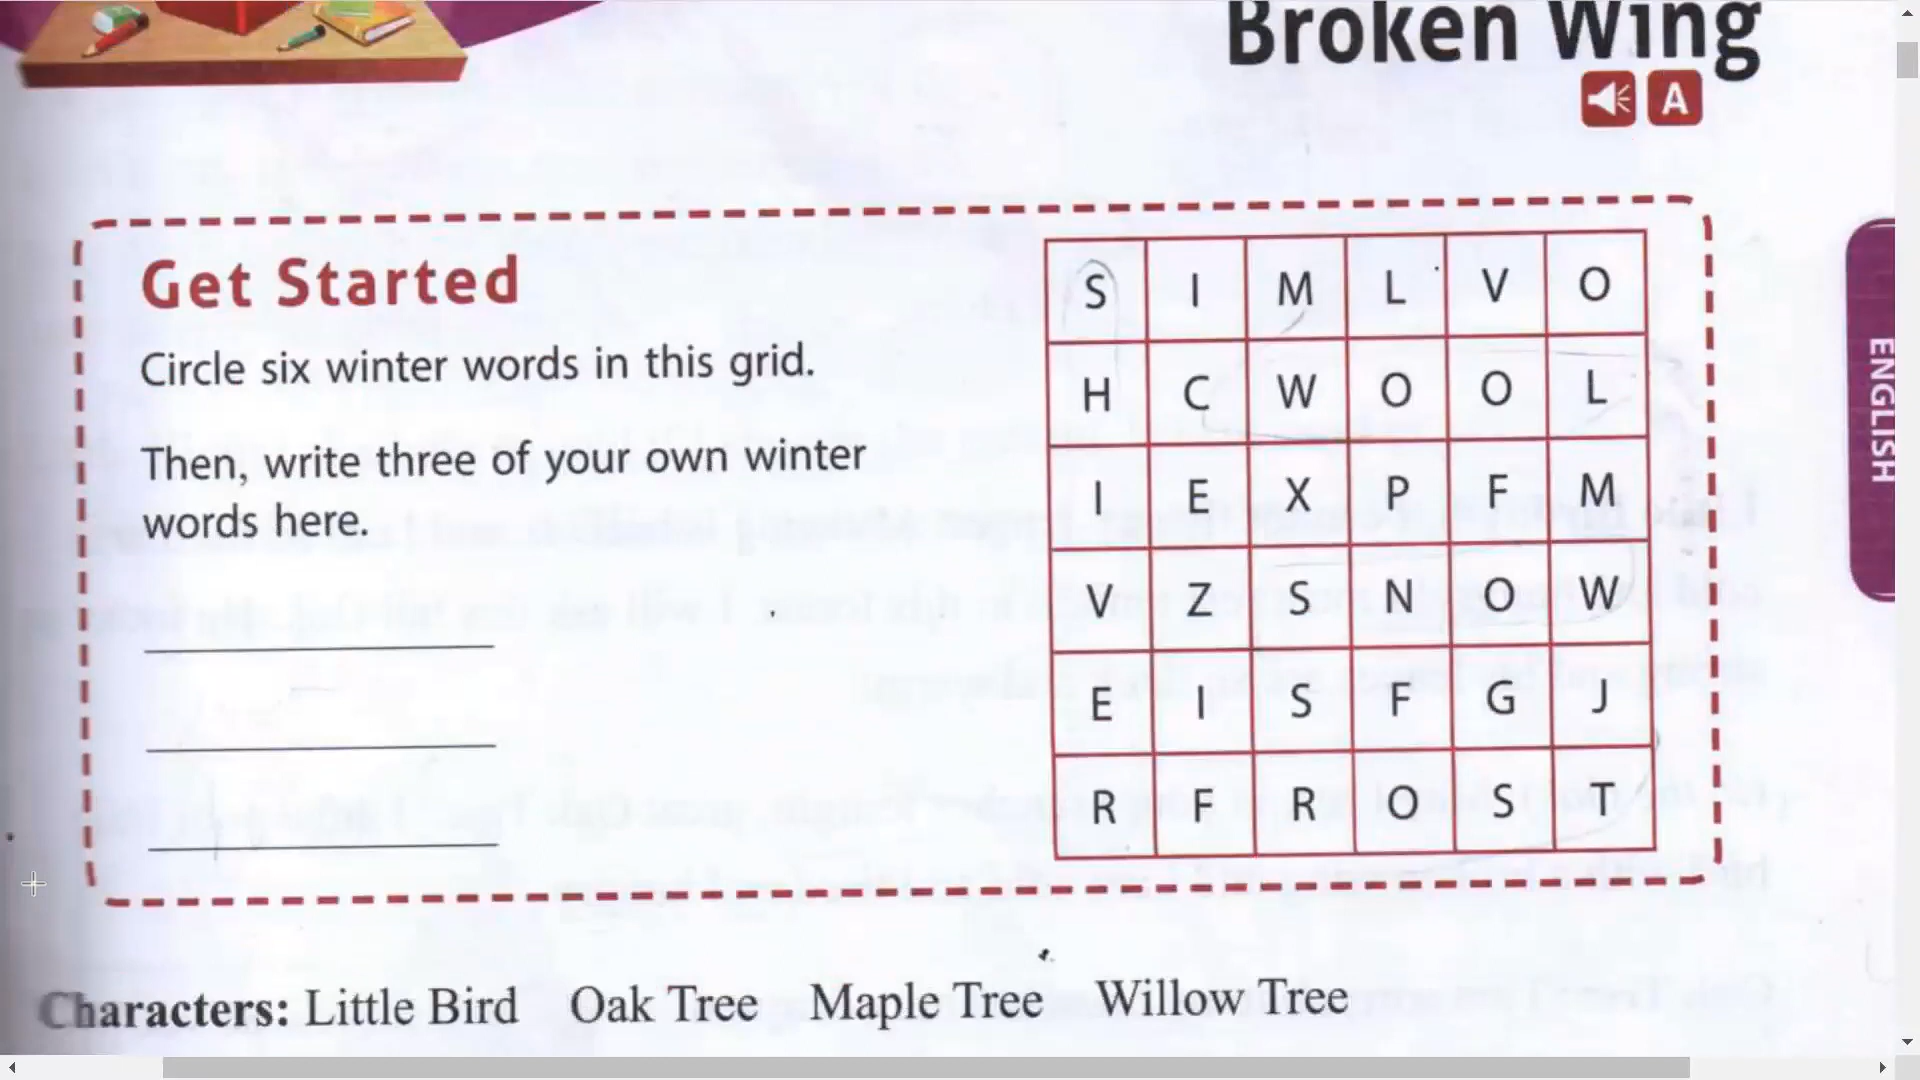 Broken Wing
A
Get Started
Circle six winter words in this grid.
Then, write three of your own winter
words here.
S I M L V O
H C W O O L
I E X P F M
V Z S N O W
E I S F G J
R F R O S T
ENGLISH
Characters: Little Bird Oak Tree Maple Tree Willow Tree